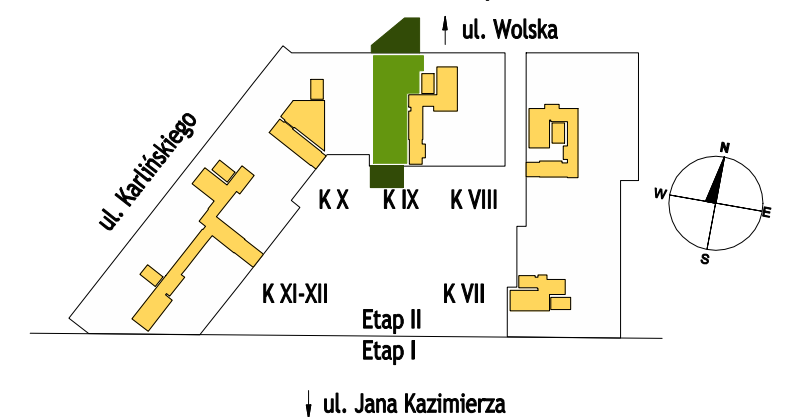 ul. Wolska
ul. Karlińskiego
N
W
E
S
K X
K IX
K VIII
K XI-XII
K VII
Etap II
Etap I
ul. Jana Kazimierza